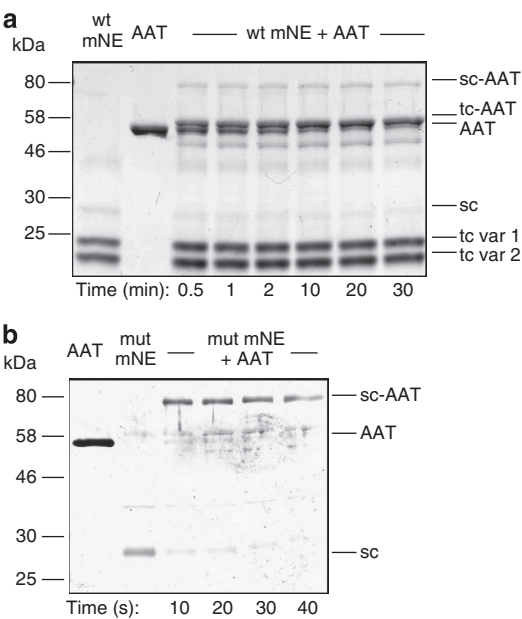 a
wt mNE AAT wt mNE + AAT
kDa
80 sc-AAT
58 tc-AAT
AAT
46
30 sc
25 tc var 1
tc var 2
Time (min): 0.5 1 2 10 20 30
b
AAT mut mNE mut mNE + AAT
kDa
80 sc-AAT
58 AAT
46
30 sc
25
Time (s): 10 20 30 40